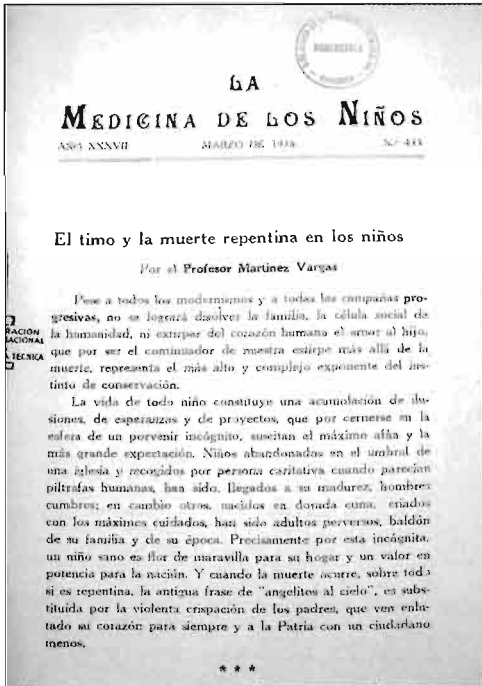 LA
MEDICINA DE LOS NIÑOS
AÑO XXXVII MARZO DE 1936 N.º
El timo y la muerte repentina en los niños
Por el Profesor Martinez Vargas
Pese a todos los modernismos y a todas las campañas pro-
gresivas, no se logrará disolver la familia, la célula social de
la humanidad, ni extirpar del corazón humano el amor al hijo,
que por ser el continuador de nuestra estirpe más allá de la
muerte, representa el más alto y complejo exponente del ins-
tinto de conservación.
La vida de todo niño constituye una acumulación de ilu-
siones, de esperanzas y de proyectos, que por cernerse en la
esfera de un porvenir incógnito, suscitan el máximo afán y la
más grande expectación. Niños abandonados en el umbral de
una iglesia y recogidos por persona caritativa cuando parecían
piltrafas humanas, han sido, llegados a su madurez, hombres
cumbres; en cambio otros, nacidos en dorada cuna, criados
con los máximos cuidados, han sido adultos perversos, baldón
de su familia y de su época. Precisamente por esta incógnita,
un niño sano es flor de maravilla para su hogar y un valor en
potencia para la nación. Y cuando la muerte ocurre, sobre todo
si es repentina, la antigua frase de "angelitos al cielo", es subs-
tituida por la violenta crispación de los padres, que ven enlu-
tado su corazón para siempre y a la Patria con un ciudadano
menos.
* * *
RACIÓN
NACIONAL
TECNICA